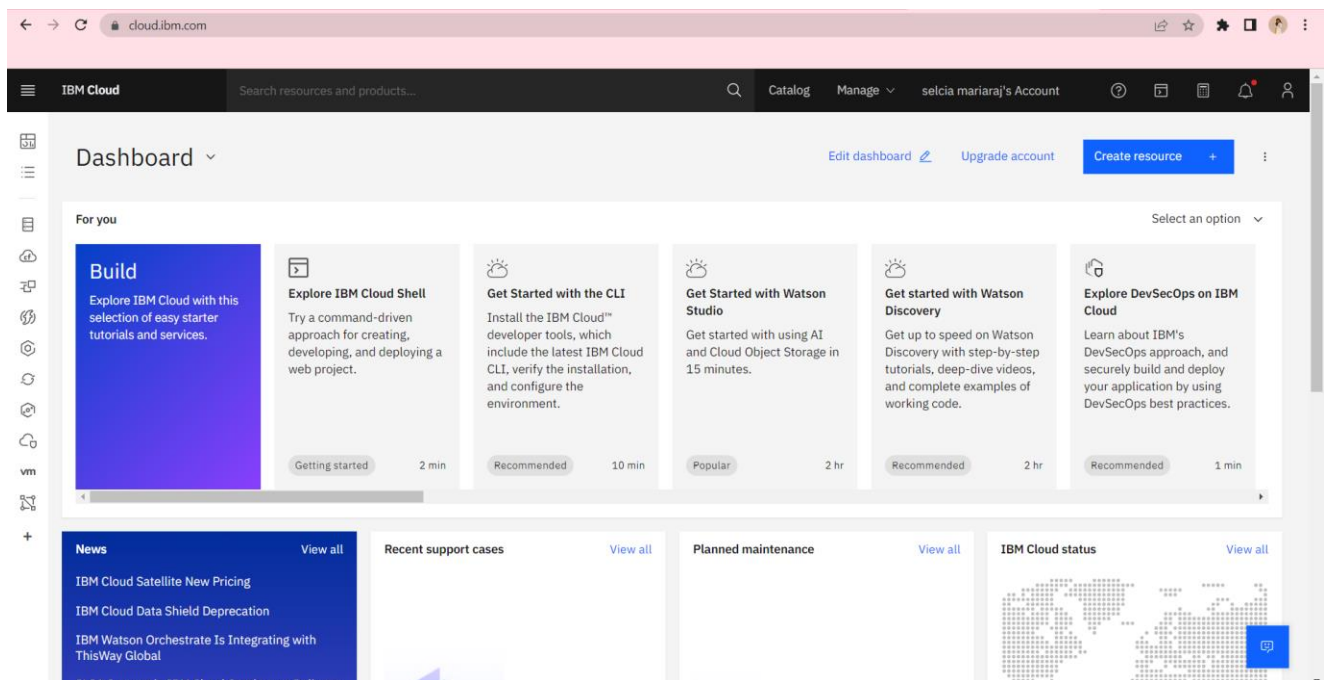 cloud.ibm.com
IBM Cloud
Search resources and products...
Catalog
Manage
selcia mariaraj's Account
Dashboard
Edit dashboard
Upgrade account
Create resource +
For you
Select an option
Build
Explore IBM Cloud with this
selection of easy starter
tutorials and services.
Explore IBM Cloud Shell
Try a command-driven
approach for creating,
developing, and deploying a
web project.
Getting started
2 min
Get Started with the CLI
Install the IBM Cloud™
developer tools, which
include the latest IBM Cloud
CLI, verify the installation,
and configure the
environment.
Recommended
10 min
Get Started with Watson
Studio
Get started with using AI
and Cloud Object Storage in
15 minutes.
Popular
2 hr
Get started with Watson
Discovery
Get up to speed on Watson
Discovery with step-by-step
tutorials, deep-dive videos,
and complete examples of
working code.
Recommended
2 hr
Explore DevSecOps on IBM
Cloud
Learn about IBM's
DevSecOps approach, and
securely build and deploy
your application by using
DevSecOps best practices.
Recommended
1 min
vm
News
View all
IBM Cloud Satellite New Pricing
IBM Cloud Data Shield Deprecation
IBM Watson Orchestrate Is Integrating with
ThisWay Global
Recent support cases
View all
Planned maintenance
View all
IBM Cloud status
View all